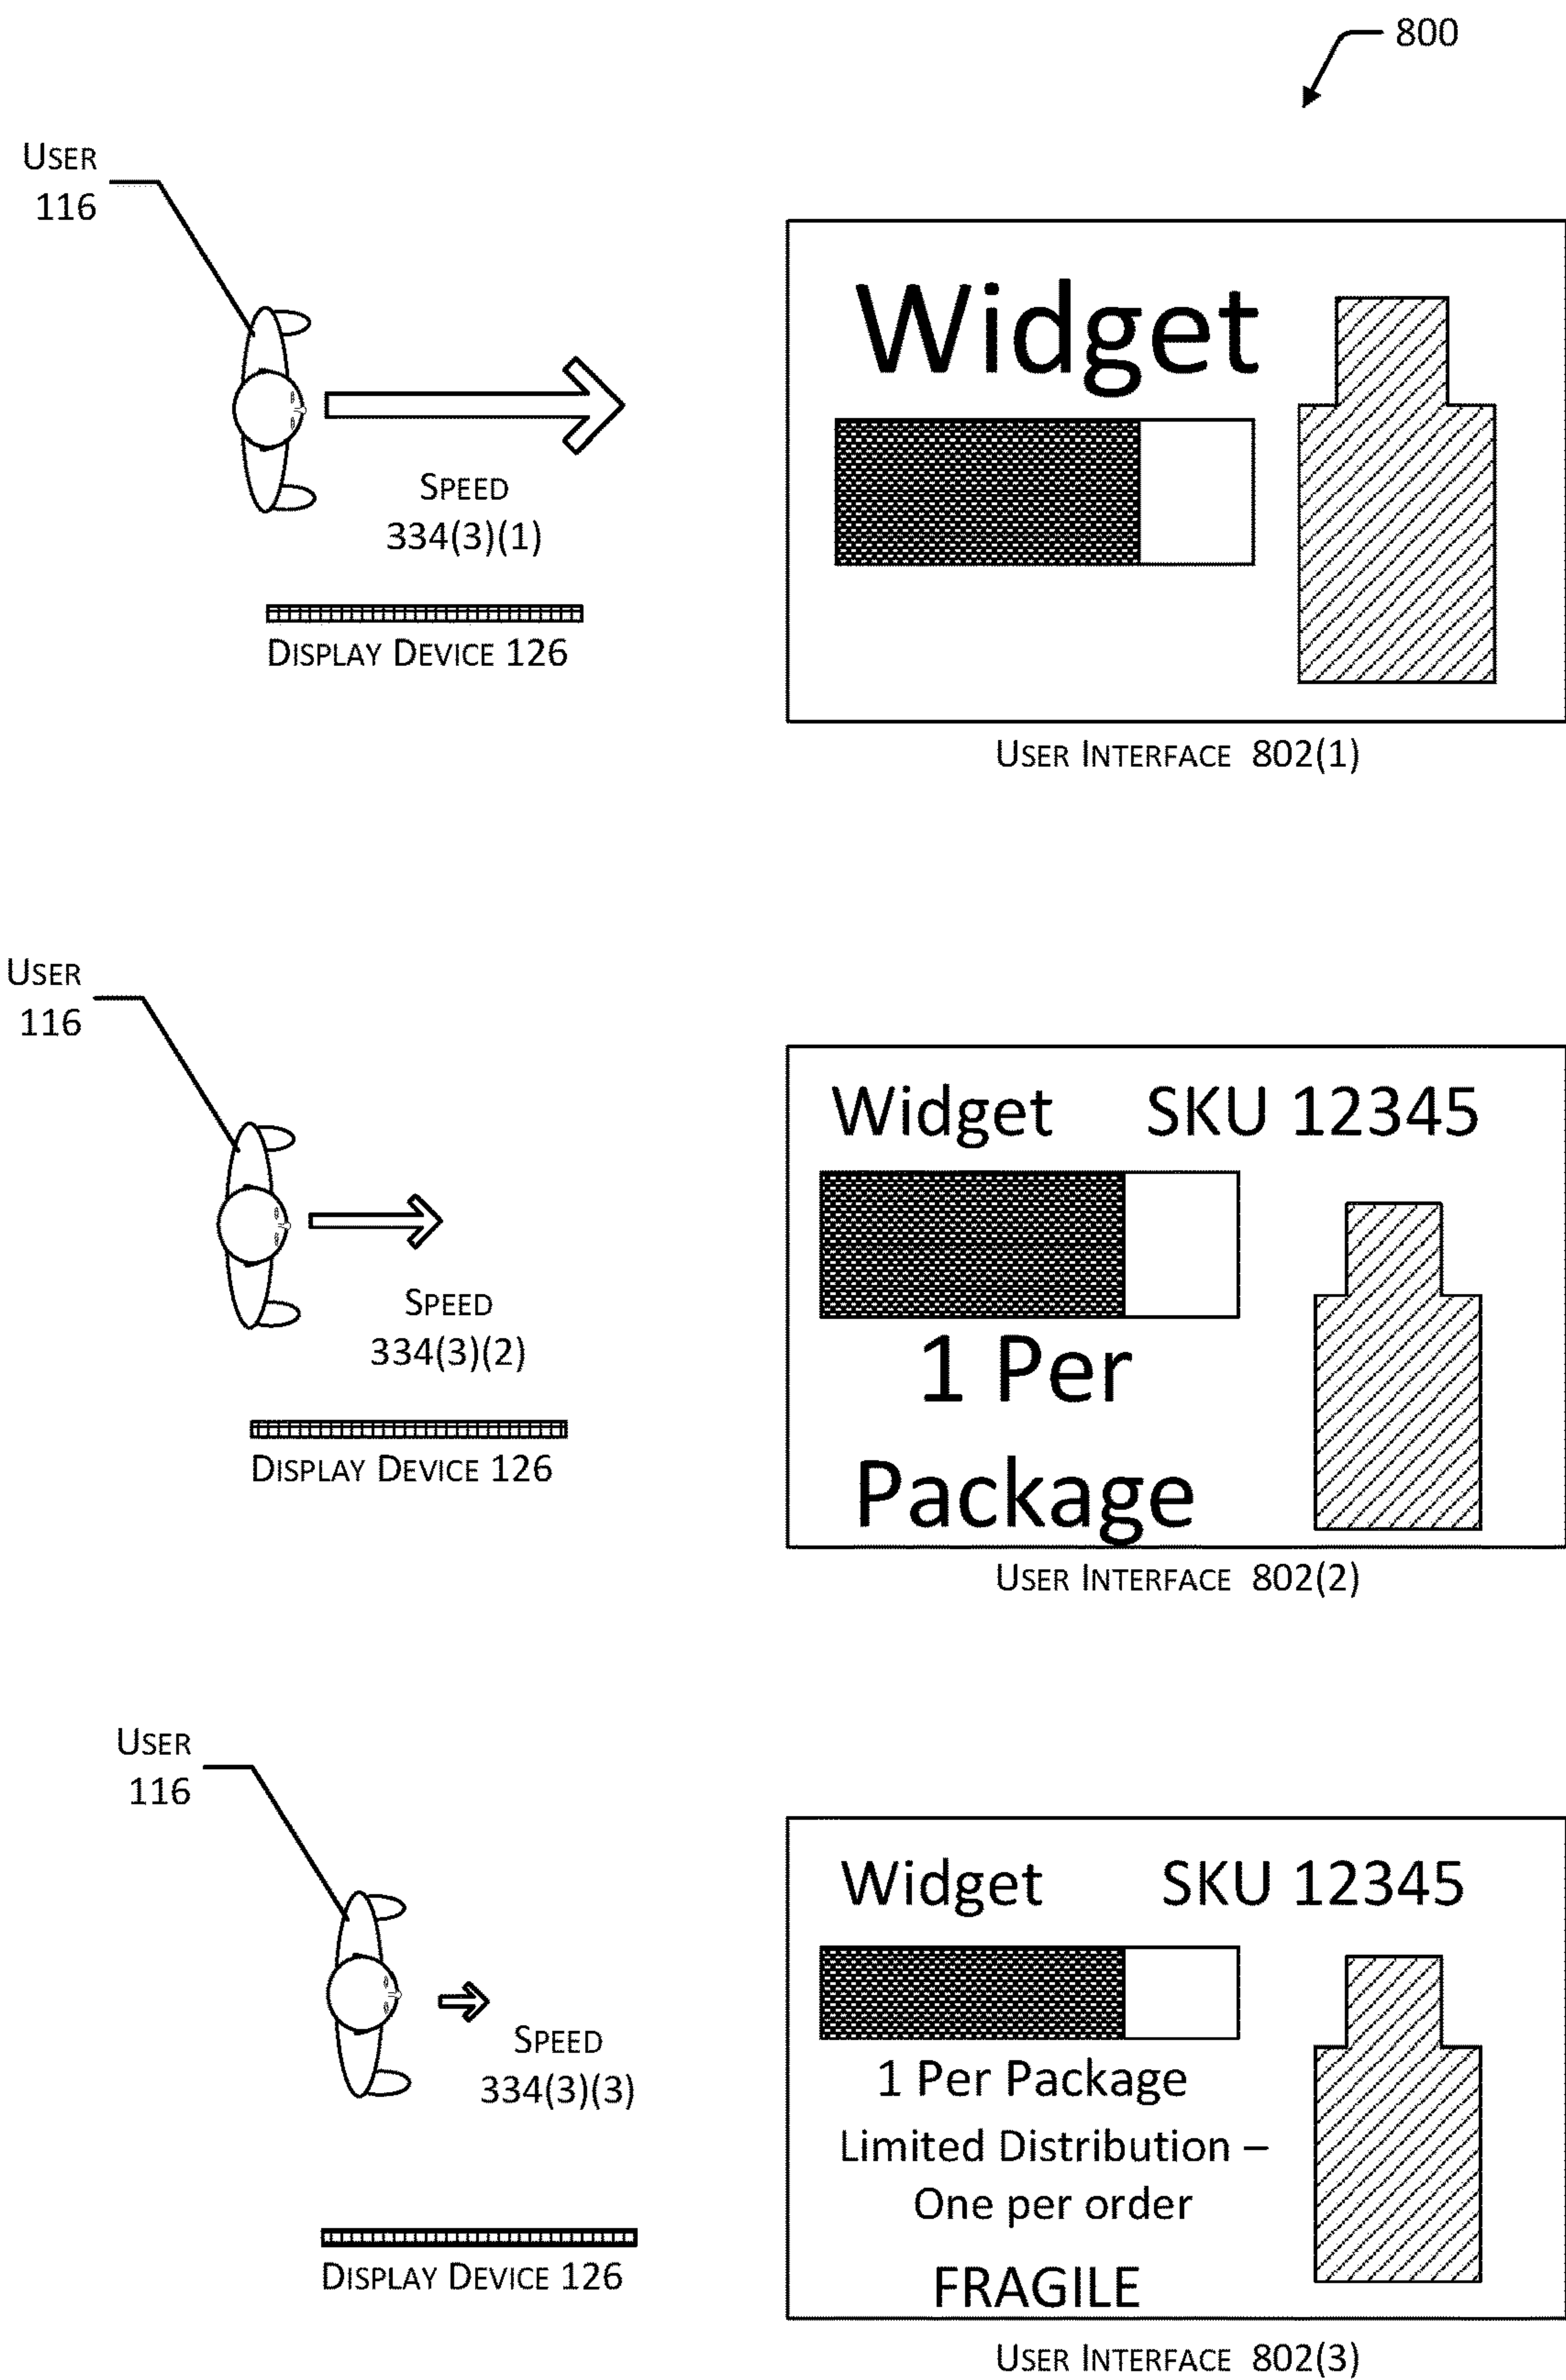 800
USER
116
Widget
SPEED
334(3)(1)
DISPLAY DEVICE 126
USER INTERFACE 802(1)
USER
116
Widget SKU 12345
SPEED
334(3)(2)
1 Per
Package
DISPLAY DEVICE 126
USER INTERFACE 802(2)
USER
116
Widget SKU 12345
SPEED
334(3)(3)
1 Per Package
Limited Distribution –
One per order
FRAGILE
DISPLAY DEVICE 126
USER INTERFACE 802(3)